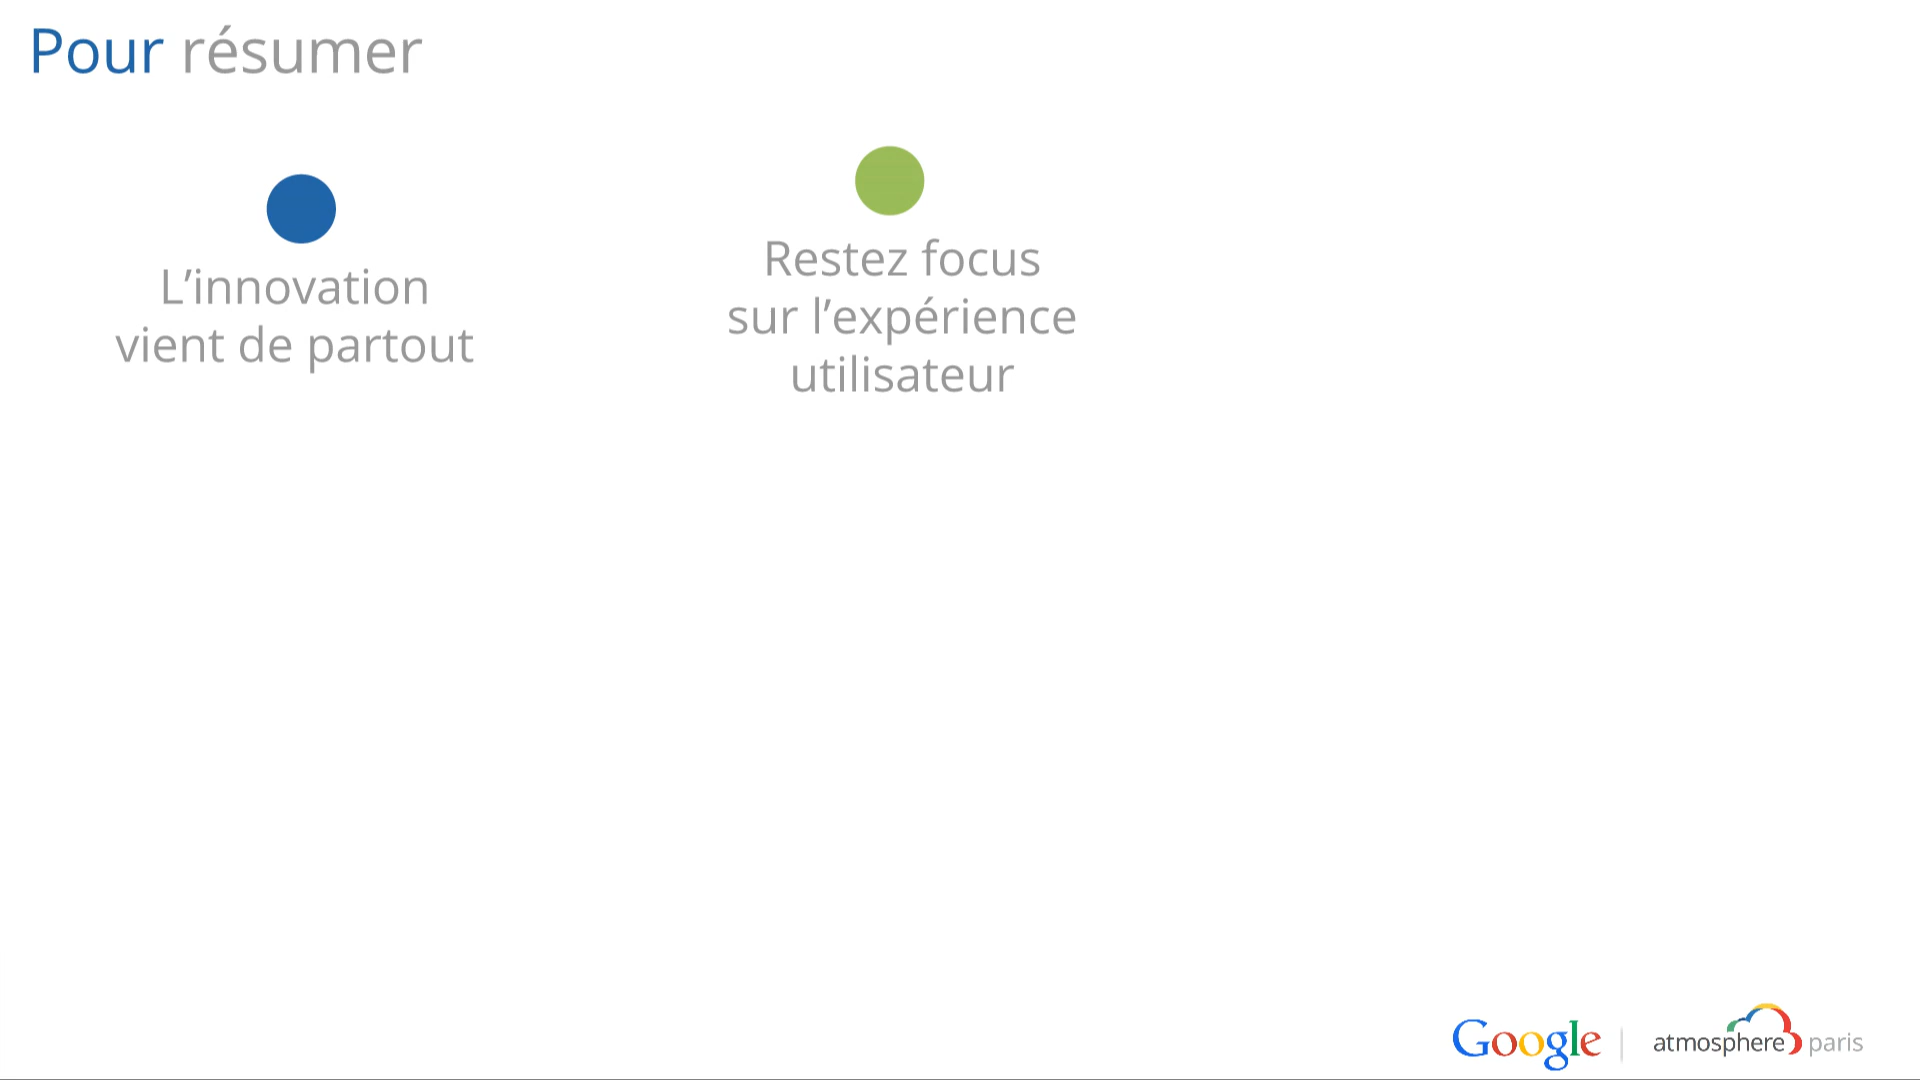 Pour résumer
L’innovation
vient de partout
Restez focus
sur l’expérience
utilisateur
Google
atmosphere paris